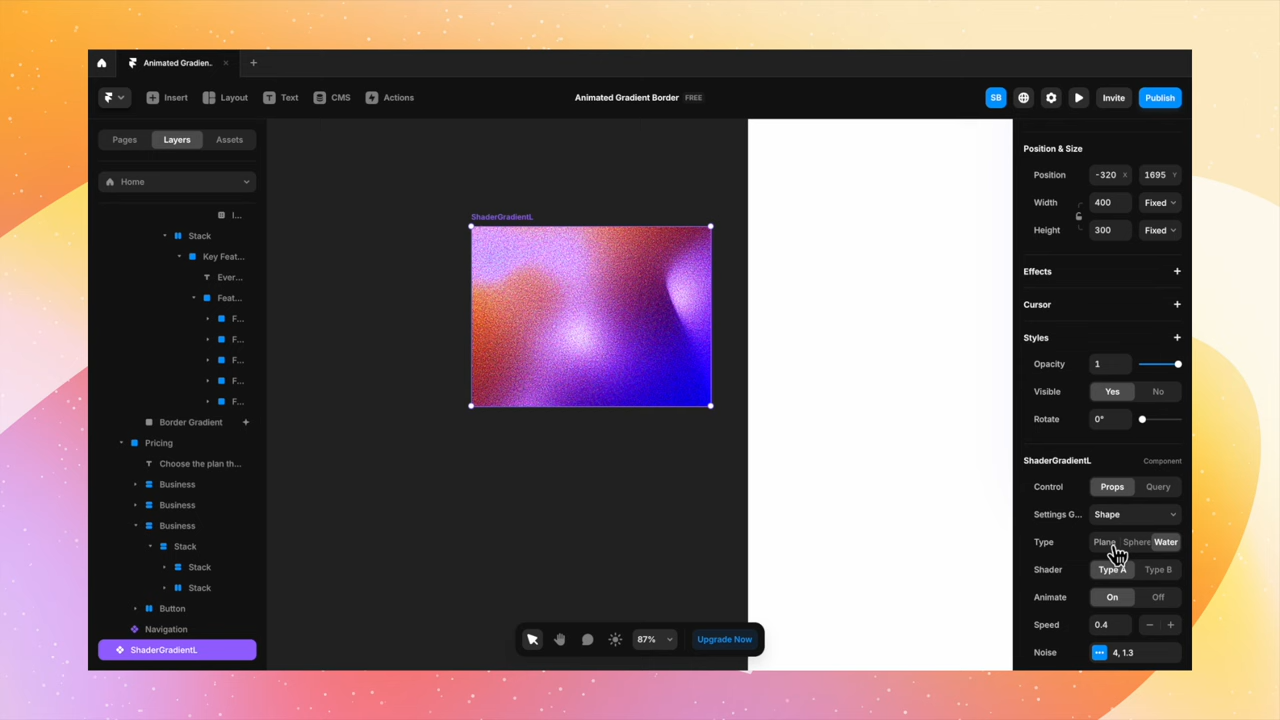 Animated Gradien..
Insert
Layout
Text
CMS
Actions
Animated Gradient Border FREE
SB
Invite
Publish
Pages
Layers
Assets
Home
I...
Stack
Key Feat...
Ever...
Feat...
F...
F...
F...
F...
F...
Border Gradient
Pricing
Choose the plan th...
Business
Business
Business
Stack
Stack
Stack
Button
Navigation
ShaderGradientL
ShaderGradientL
87%
Upgrade Now
Position & Size
Position -320 X 1695 Y
Width 400 Fixed
Height 300 Fixed
Effects
Cursor
Styles
Opacity 1
Visible Yes No
Rotate 0°
ShaderGradientL Component
Control Props Query
Settings G... Shape
Type Plane Sphere Water
Shader Type A Type B
Animate On Off
Speed 0.4
Noise 4, 1.3